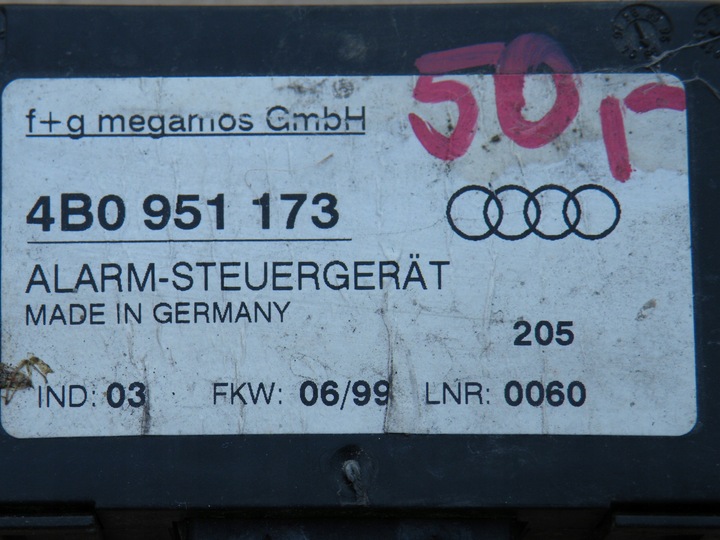 50,-
f+g megamos GmbH
4B0 951 173
ALARM-STEUERGERÄT
MADE IN GERMANY
205
IND: 03 FKW: 06/99 LNR: 0060